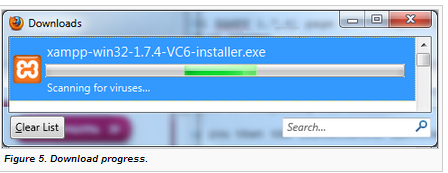 Downloads
xampp-win32-1.7.4-VC6-installer.exe
Scanning for viruses...
Clear List
Search...
Figure 5. Download progress.